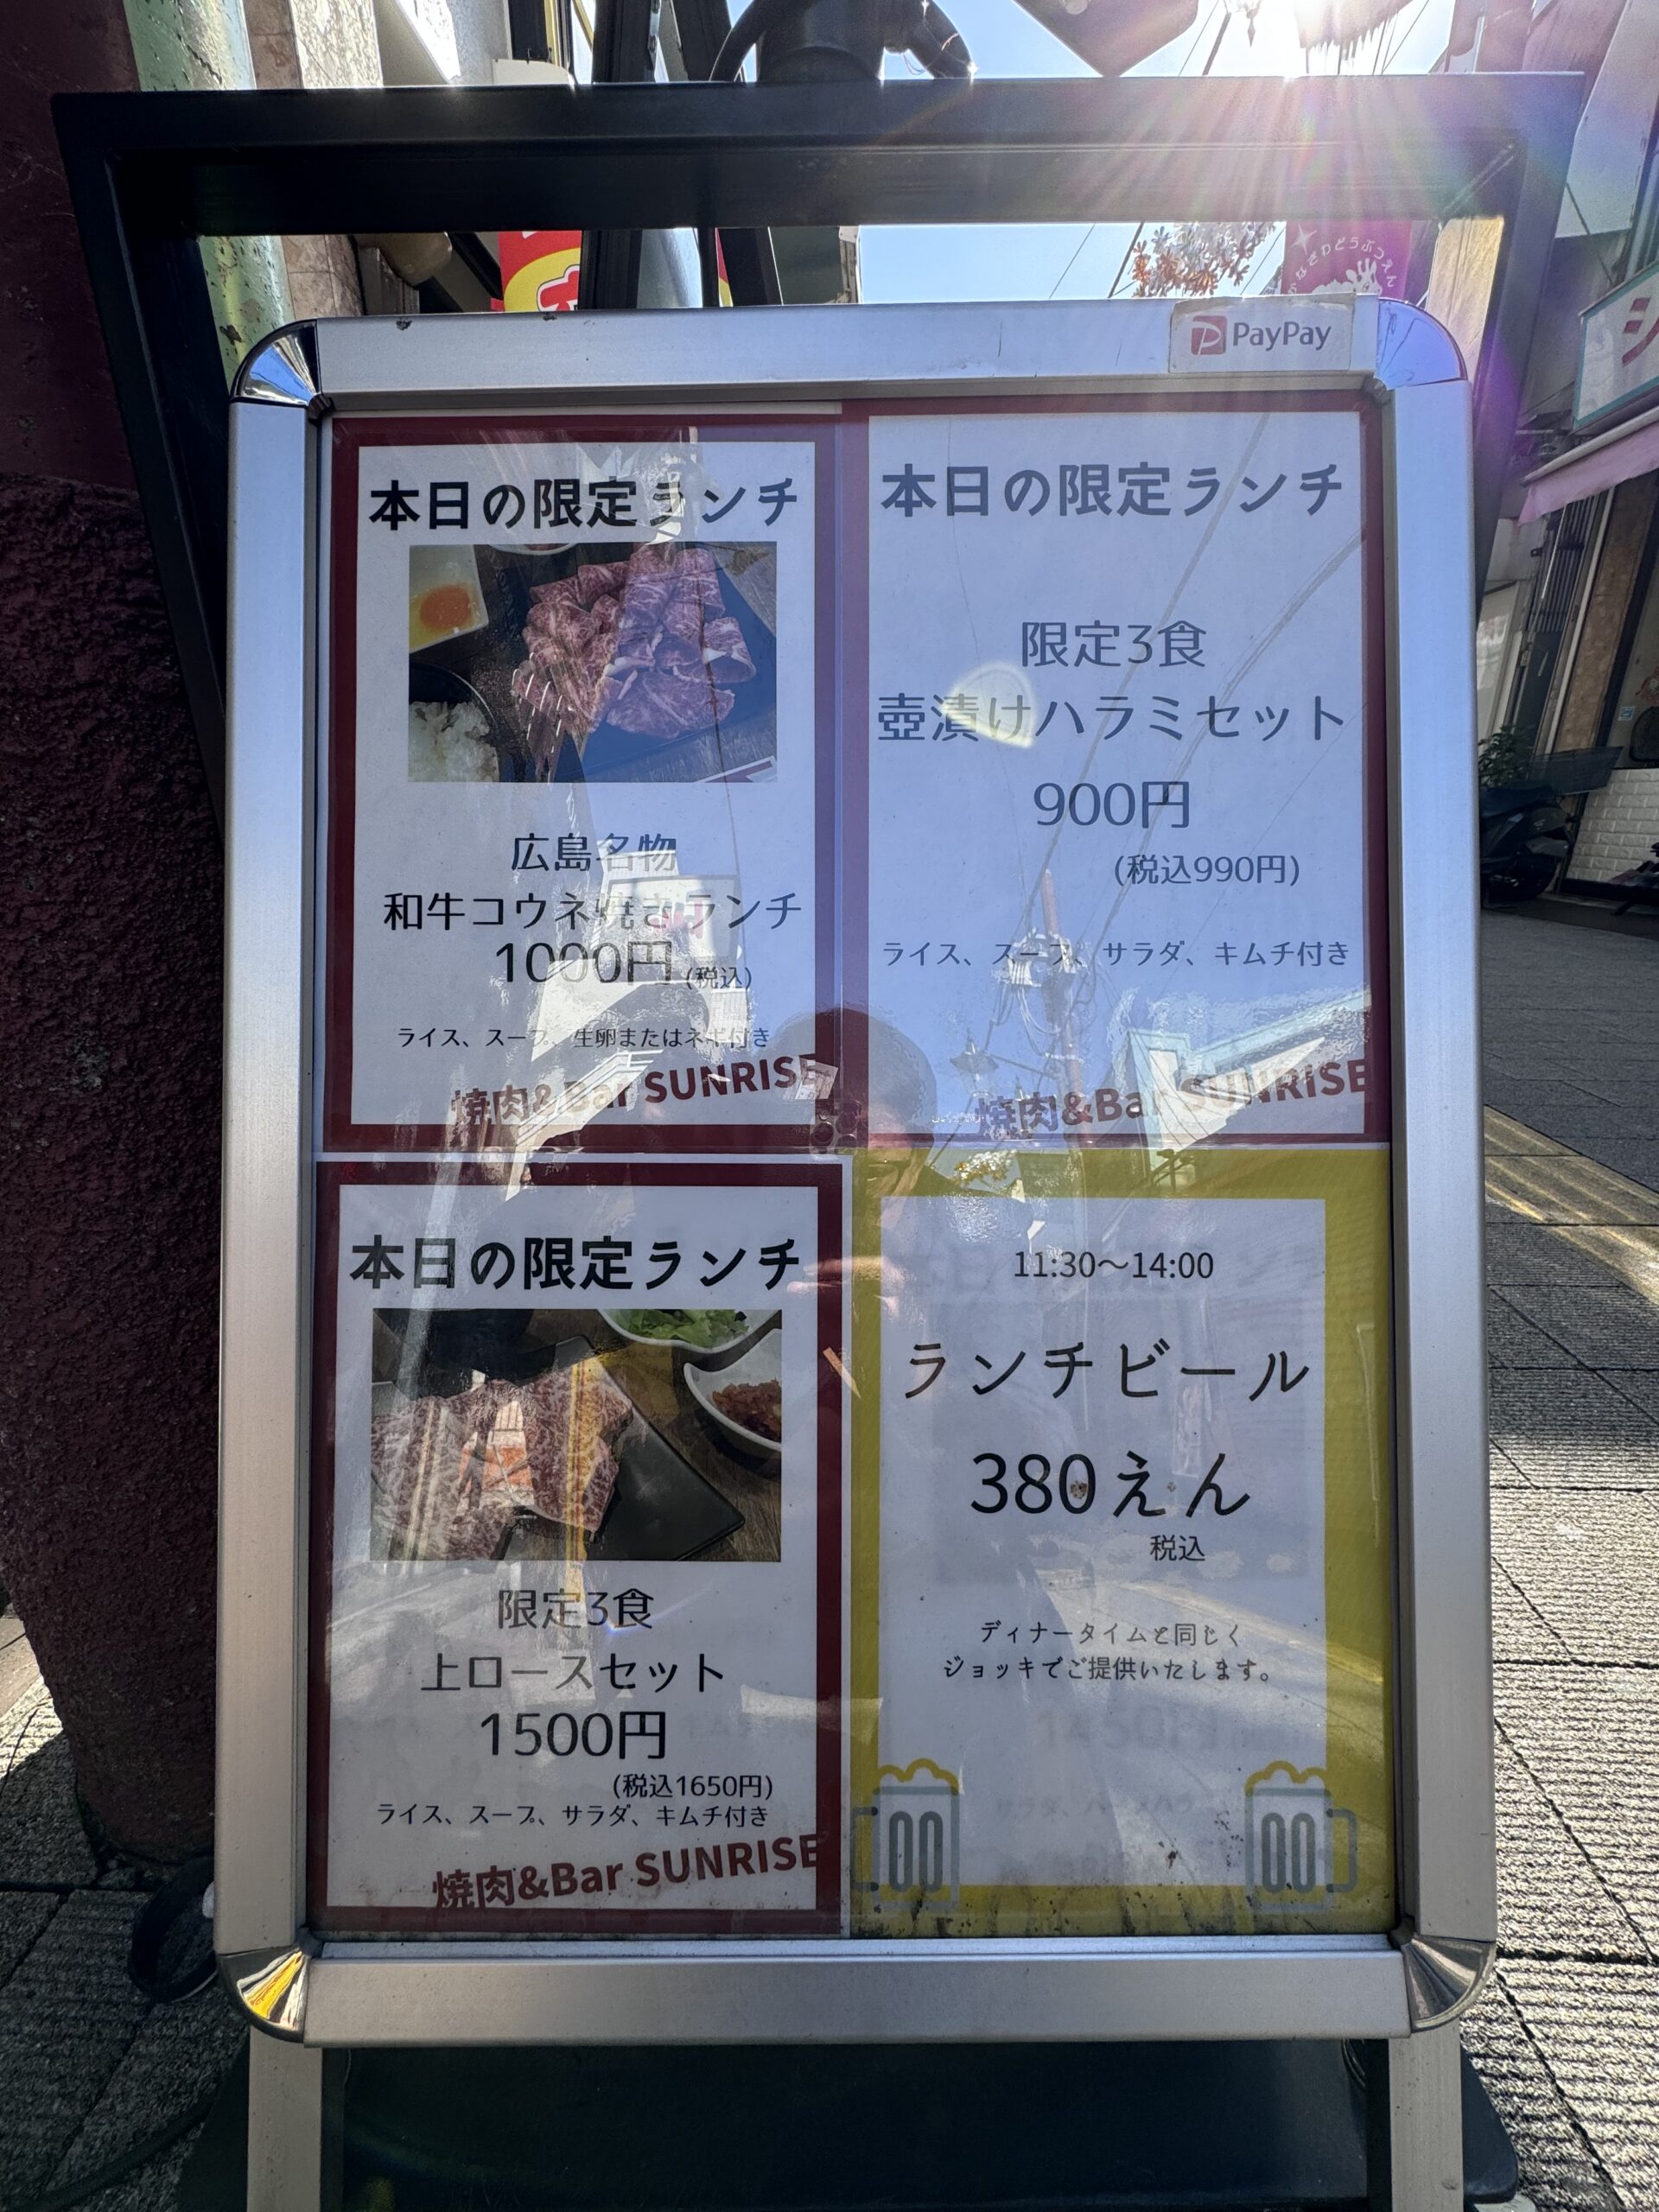 PayPay
本日の限定ランチ
広島名物
和牛コウネ焼きランチ
1000円(税込)
ライス、スープ、生卵またはネギ付き
焼肉&Bar SUNRISE
本日の限定ランチ
限定3食
壺漬けハラミセット
900円
(税込990円)
ライス、スープ、サラダ、キムチ付き
焼肉&Bar SUNRISE
本日の限定ランチ
限定3食
上ロースセット
1500円
(税込1650円)
ライス、スープ、サラダ、キムチ付き
焼肉&Bar SUNRISE
11:30～14:00
ランチビール
380えん
税込
ディナータイムと同じく
ジョッキでご提供いたします。